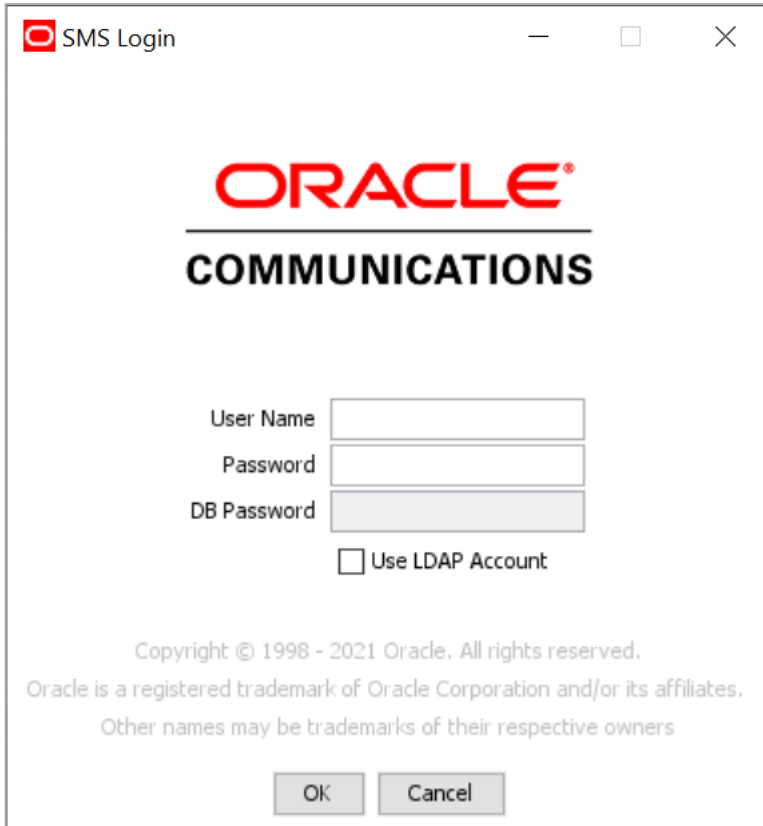 SMS Login
ORACLE®
COMMUNICATIONS
User Name
Password
DB Password
Use LDAP Account
Copyright © 1998 - 2021 Oracle. All rights reserved.
Oracle is a registered trademark of Oracle Corporation and/or its affiliates.
Other names may be trademarks of their respective owners
OK Cancel